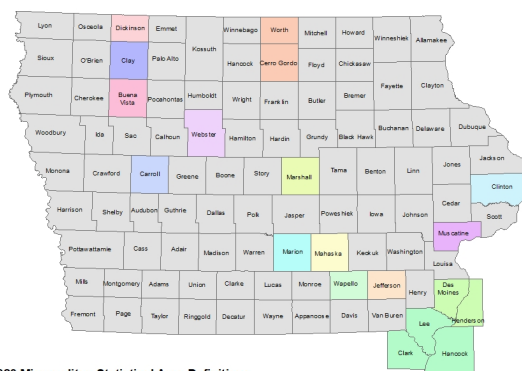 Lyon Osceola Dickinson Emmet Winnebago Worth Mitchell Howard Winneshiek Allamakee
Kossuth
Sioux O'Brien Clay Palo Alto Hancock Cerro Gordo Floyd Chickasaw
Fayette Clayton
Plymouth Cherokee Buena Vista Pocahontas Humboldt Wright Franklin Butler Bremer
Woodbury Ida Sac Calhoun Webster Hamilton Hardin Grundy Black Hawk Buchanan Delaware Dubuque
Jones Jackson
Monona Crawford Carroll Greene Boone Story Marshall Tama Benton Linn
Clinton
Cedar
Harrison Shelby Audubon Guthrie Dallas Polk Jasper Poweshiek Iowa Johnson Scott
Muscatine
Pottawattamie Cass Adair Madison Warren Marion Mahaska Keokuk Washington
Louisa
Mills Montgomery Adams Union Clarke Lucas Monroe Wapello Jefferson Henry Des Moines
Fremont Page Taylor Ringgold Decatur Wayne Appanoose Davis Van Buren Lee Henderson
Clark Hancock